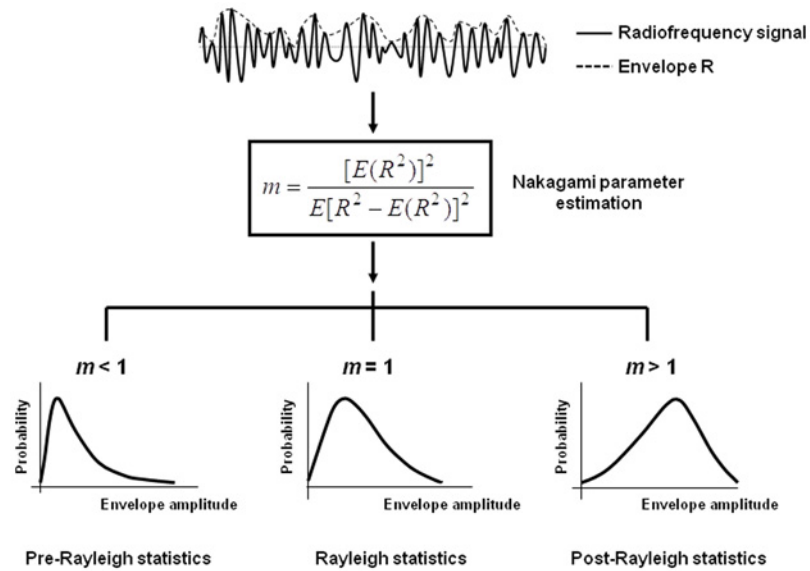 Radiofrequency signal
Envelope R
m = [E(R²)]² / E[R² − E(R²)]²
Nakagami parameter
estimation
m < 1
m = 1
m > 1
Probability
Envelope amplitude
Probability
Envelope amplitude
Probability
Envelope amplitude
Pre-Rayleigh statistics
Rayleigh statistics
Post-Rayleigh statistics